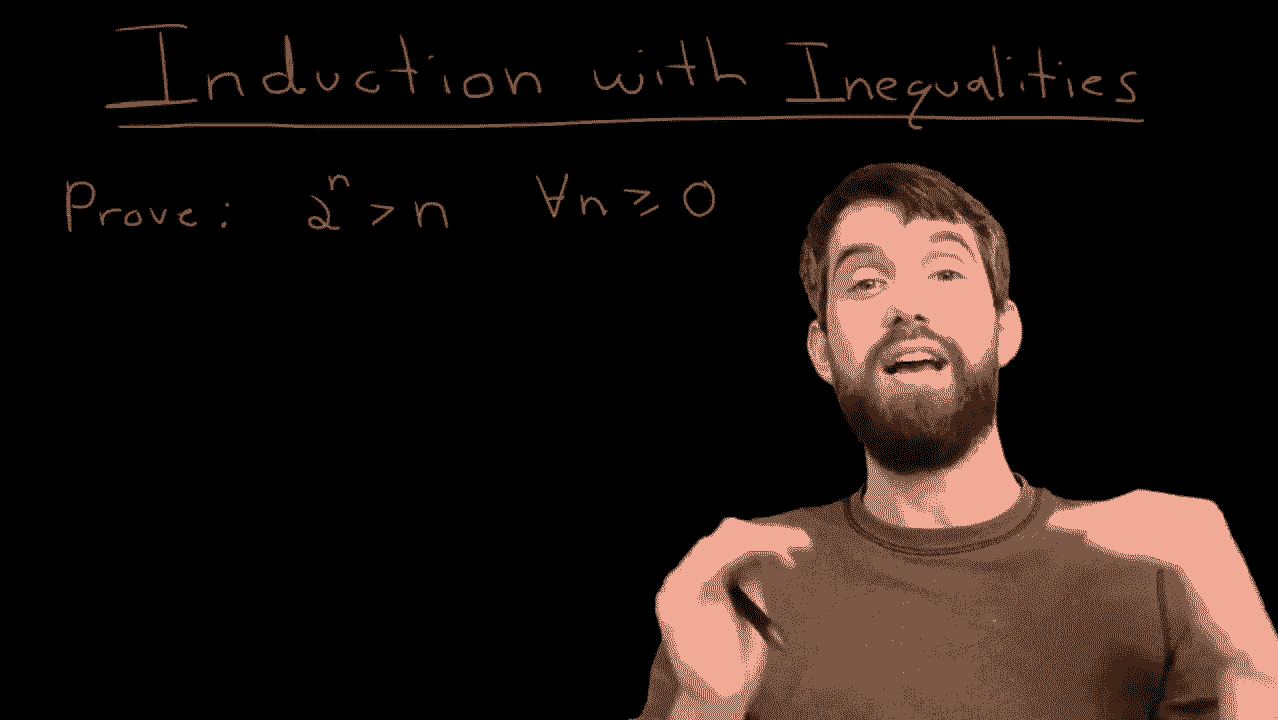 Induction with Inequalities
Prove: 2ⁿ > n ∀n ≥ 0